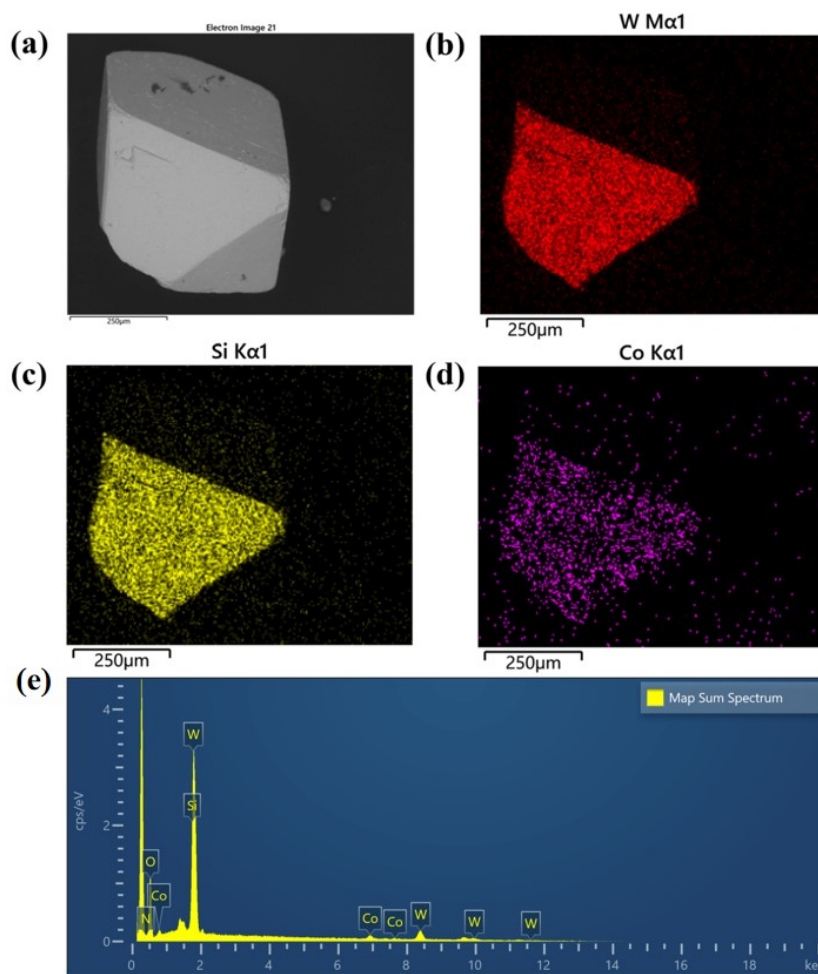 Electron Image 21
(a)
250μm
(b)
W Mα1
250μm
(c)
Si Kα1
250μm
(d)
Co Kα1
250μm
(e)
Map Sum Spectrum
cps/eV
4
2
0
W
Si
O
Co
N
Co
Co
W
W
W
0 2 4 6 8 10 12 14 16 18 ke